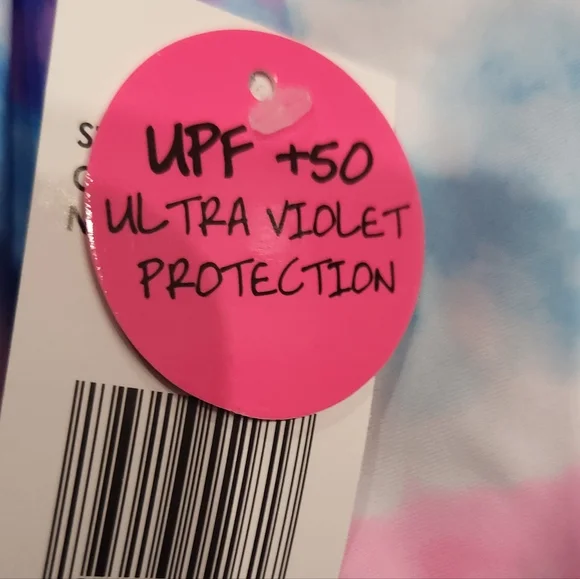 UPF +50
ULTRA VIOLET
PROTECTION